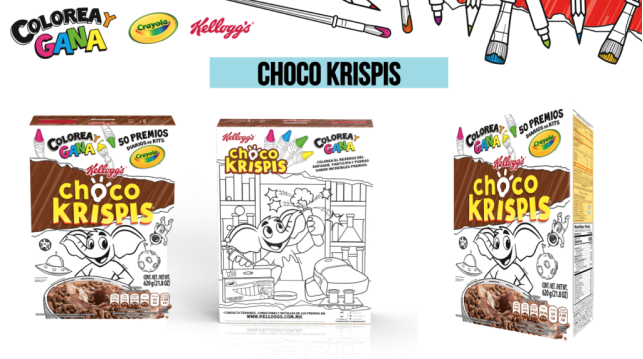 COLOREA Y
GANA
Crayola
Kellogg's
CHOCO KRISPIS
COLOREA Y
GANA
50 PREMIOS
DIARIOS DE KITS
Crayola
Kellogg's
choco
KRISPIS
CONT. NET./NET WT.
620 g (21.8 OZ)
Kellogg's
choco
KRISPIS
COLOREA Y
GANA
COLOREA EL REVERSO DEL
EMPAQUE, PARTICIPA Y PODRÁS
GANAR INCREÍBLES PREMIOS.
WWW.KELLOGGS.COM.MX
COLOREA Y
GANA
50 PREMIOS
DIARIOS DE KITS
Crayola
Kellogg's
choco
KRISPIS
CONT. NET./NET WT.
620 g (21.8 OZ)
Nutrition Facts